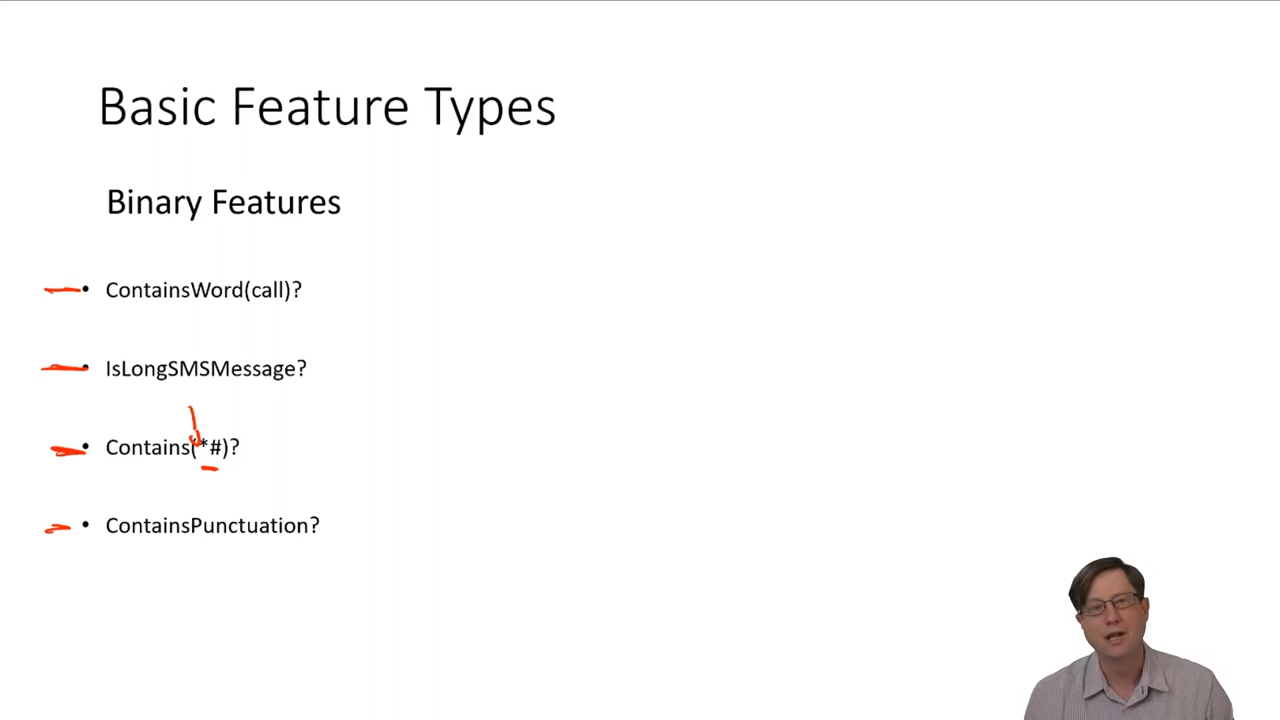 Basic Feature Types
Binary Features
• ContainsWord(call)?
• IsLongSMSMessage?
• Contains(*#)?
• ContainsPunctuation?